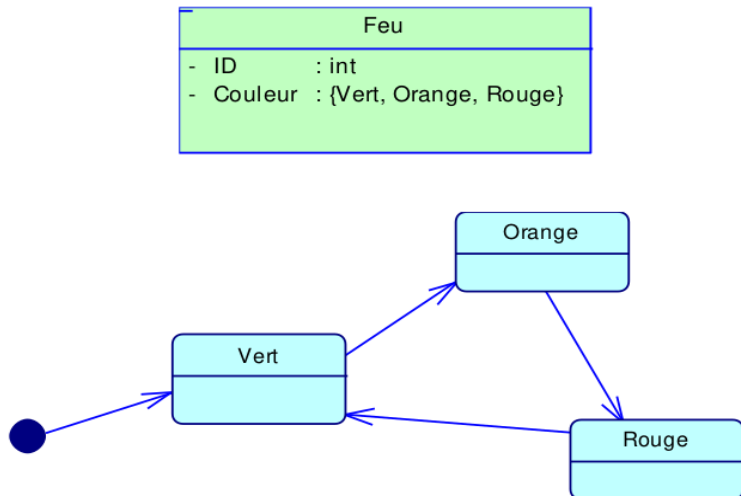 Feu
- ID : int
- Couleur : {Vert, Orange, Rouge}
Orange
Vert
Rouge